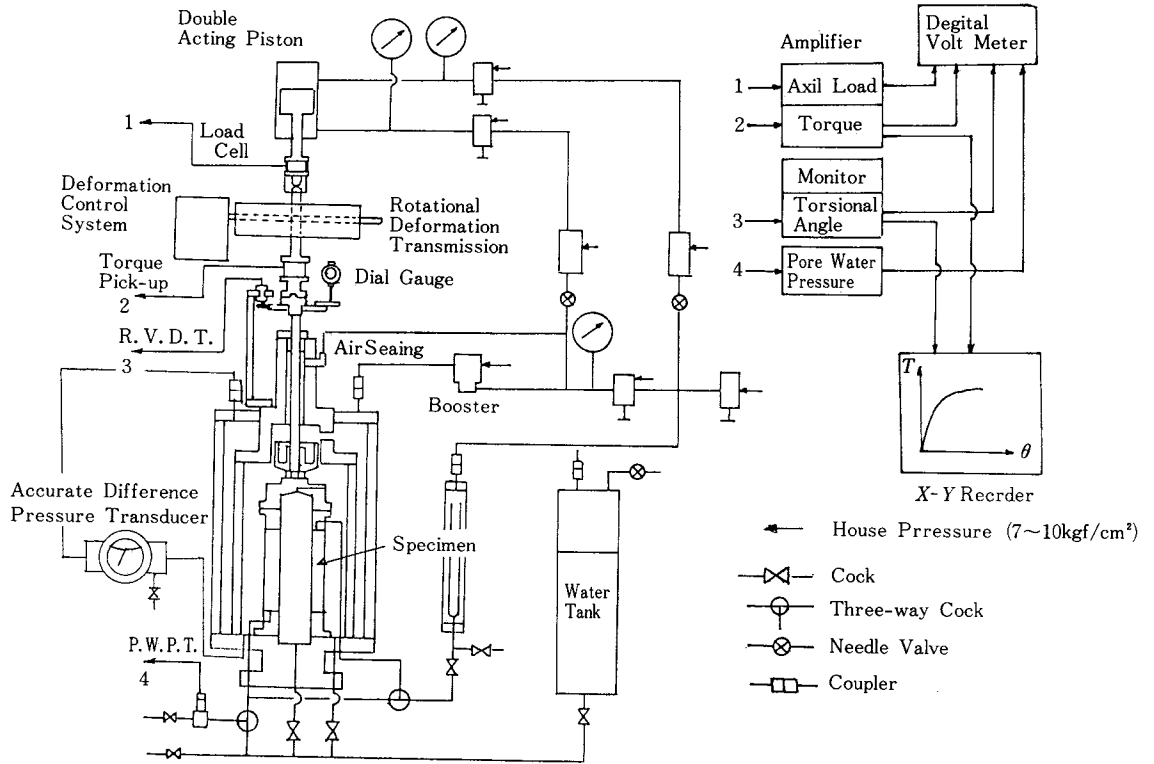 Double
Acting Piston
1
Load
Cell
Deformation
Control
System
Rotational
Deformation
Transmission
Torque
Pick-up
2
Dial Gauge
R.V.D.T.
3
AirSeaing
Booster
Accurate Difference
Pressure Transducer
Specimen
Water
Tank
P.W.P.T.
4
Amplifier
Degital
Volt Meter
1
Axil Load
2
Torque
Monitor
3
Torsional
Angle
4
Pore Water
Pressure
T
θ
X-Y Recrder
House Prressure (7~10kgf/cm²)
Cock
Three-way Cock
Needle Valve
Coupler